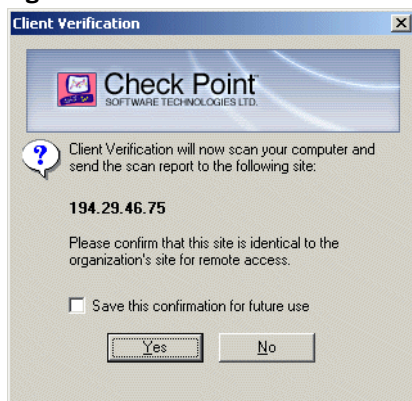 Client Verification
Check Point
SOFTWARE TECHNOLOGIES LTD.
Client Verification will now scan your computer and
send the scan report to the following site:
194.29.46.75
Please confirm that this site is identical to the
organization's site for remote access.
Save this confirmation for future use
Yes No